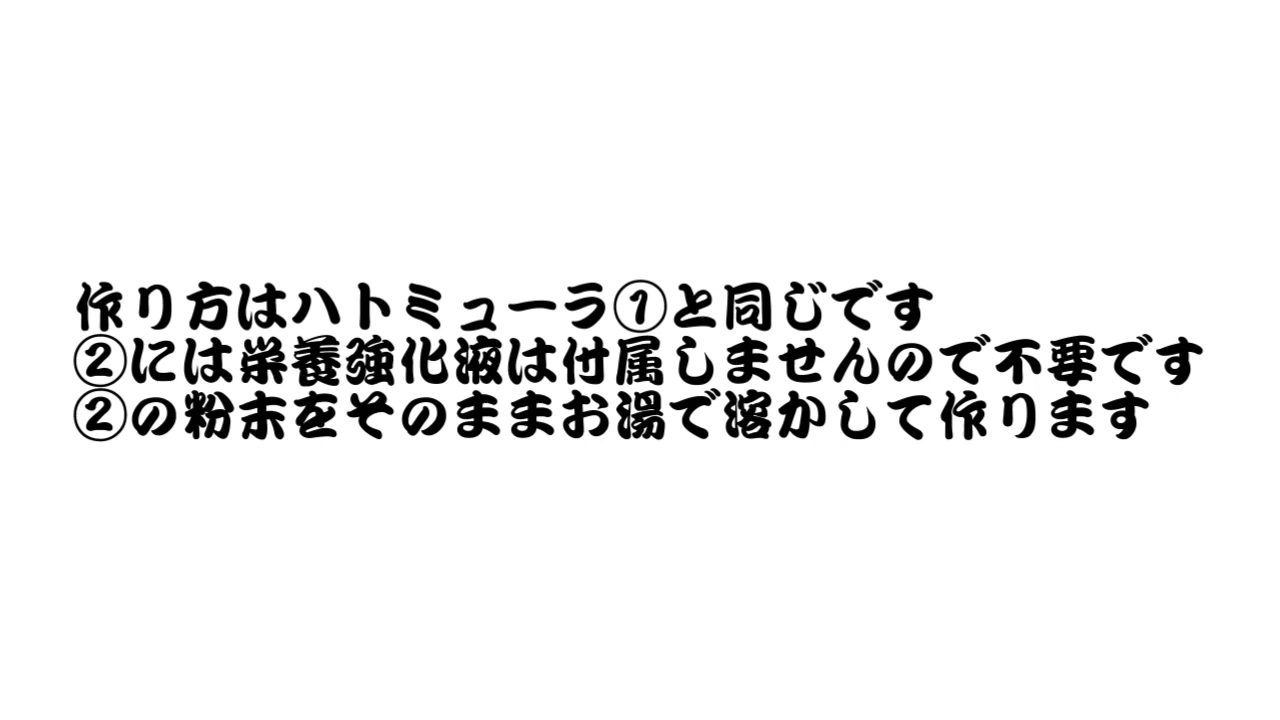 作り方はハトミューラ①と同じです
②には栄養強化液は付属しませんので不要です
②の粉末をそのままお湯で溶かして作ります